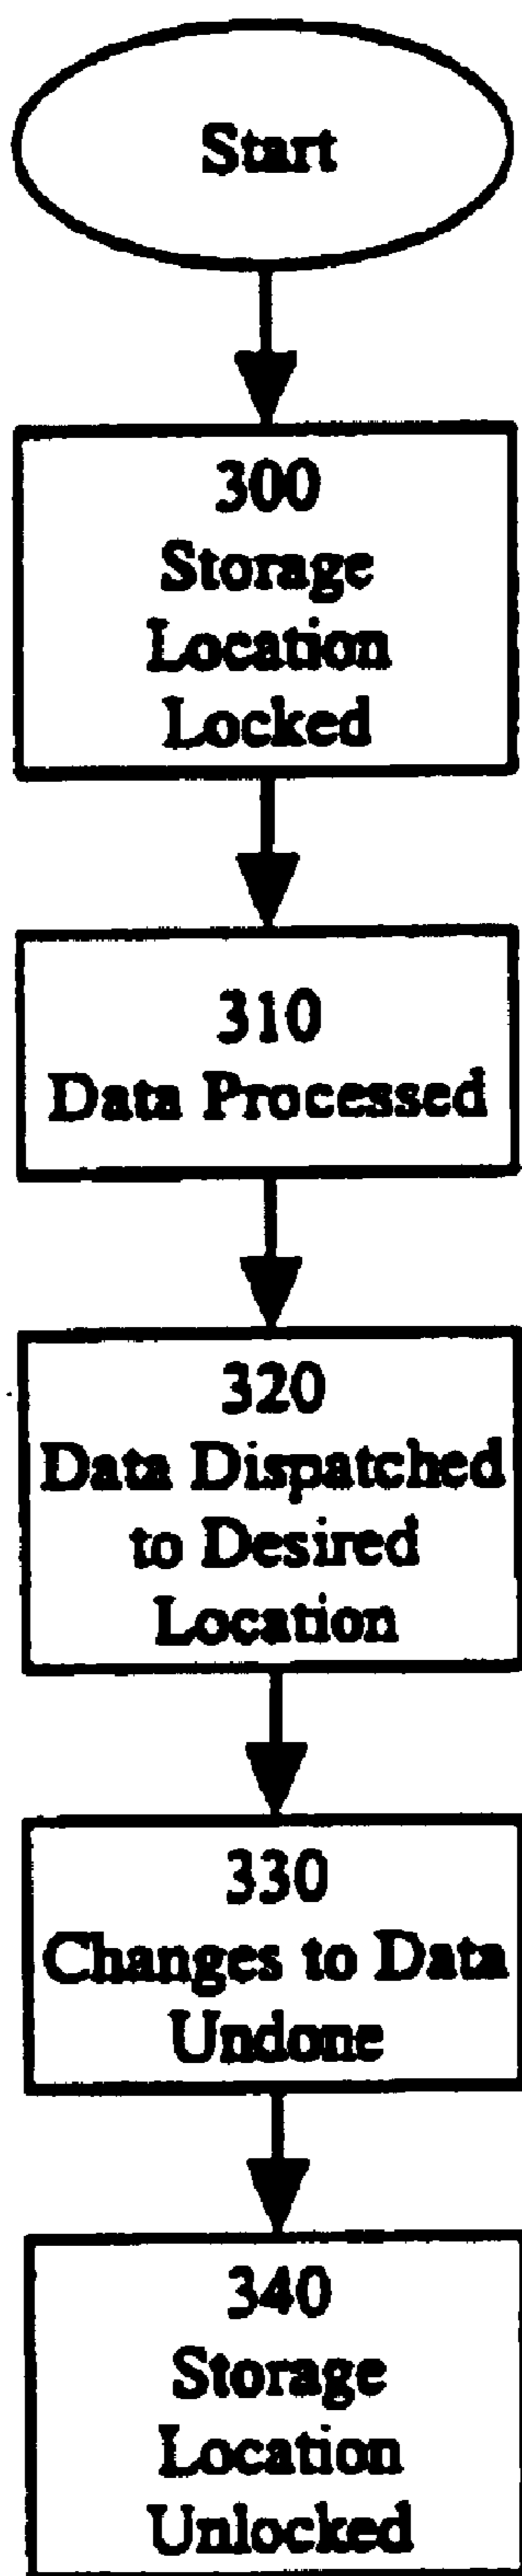 Start
300
Storage
Location
Locked
310
Data Processed
320
Data Dispatched
to Desired
Location
330
Changes to Data
Undone
340
Storage
Location
Unlocked